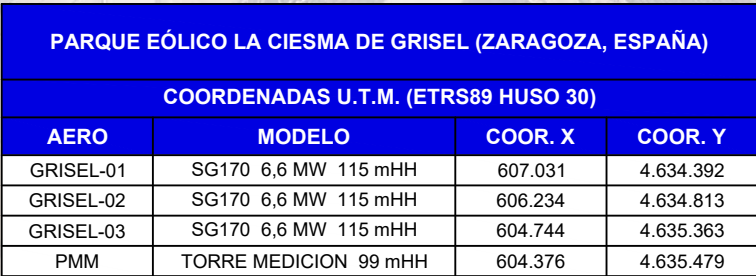 PARQUE EÓLICO LA CIESMA DE GRISEL (ZARAGOZA, ESPAÑA)
COORDENADAS U.T.M. (ETRS89 HUSO 30)
AERO MODELO COOR. X COOR. Y
GRISEL-01 SG170 6,6 MW 115 mHH 607.031 4.634.392
GRISEL-02 SG170 6,6 MW 115 mHH 606.234 4.634.813
GRISEL-03 SG170 6,6 MW 115 mHH 604.744 4.635.363
PMM TORRE MEDICION 99 mHH 604.376 4.635.479